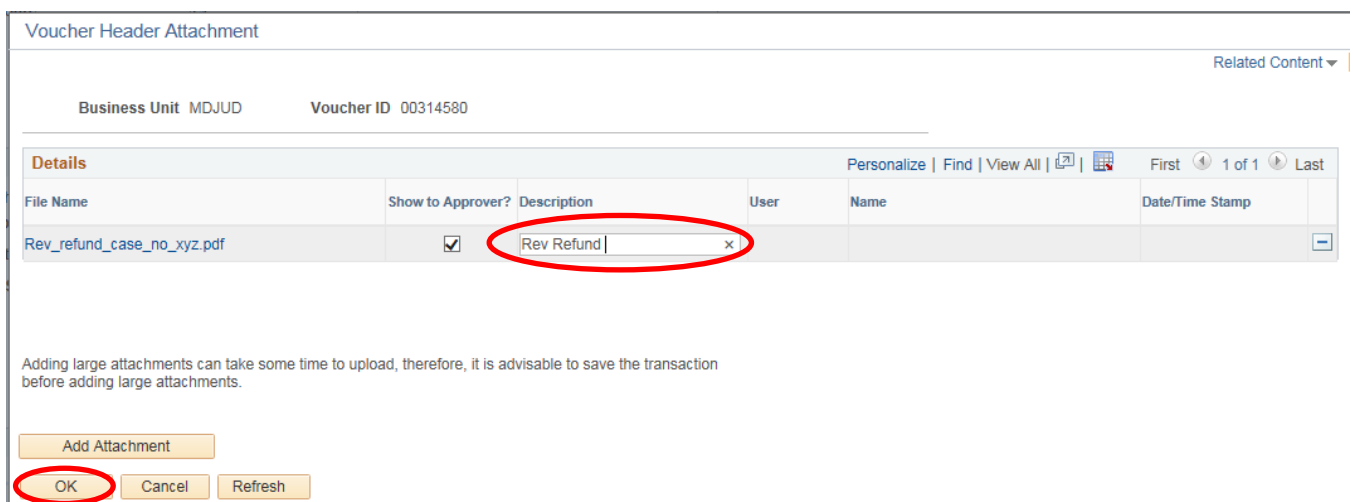 Voucher Header Attachment
Related Content
Business Unit MDJUD Voucher ID 00314580
Details Personalize | Find | View All | | First 1 of 1 Last
File Name Show to Approver? Description User Name Date/Time Stamp
Rev_refund_case_no_xyz.pdf Rev Refund ×
Adding large attachments can take some time to upload, therefore, it is advisable to save the transaction
before adding large attachments.
Add Attachment
OK Cancel Refresh